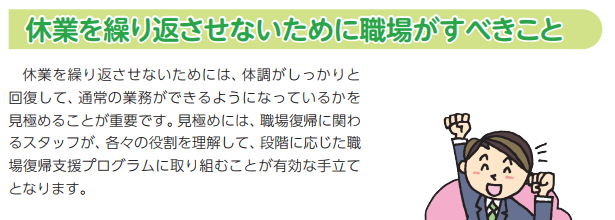 休業を繰り返させないために職場がすべきこと
休業を繰り返させないためには、体調がしっかりと
回復して、通常の業務ができるようになっているかを
見極めることが重要です。見極めには、職場復帰に関わ
るスタッフが、各々の役割を理解して、段階に応じた職
場復帰支援プログラムに取り組むことが有効な手立て
となります。